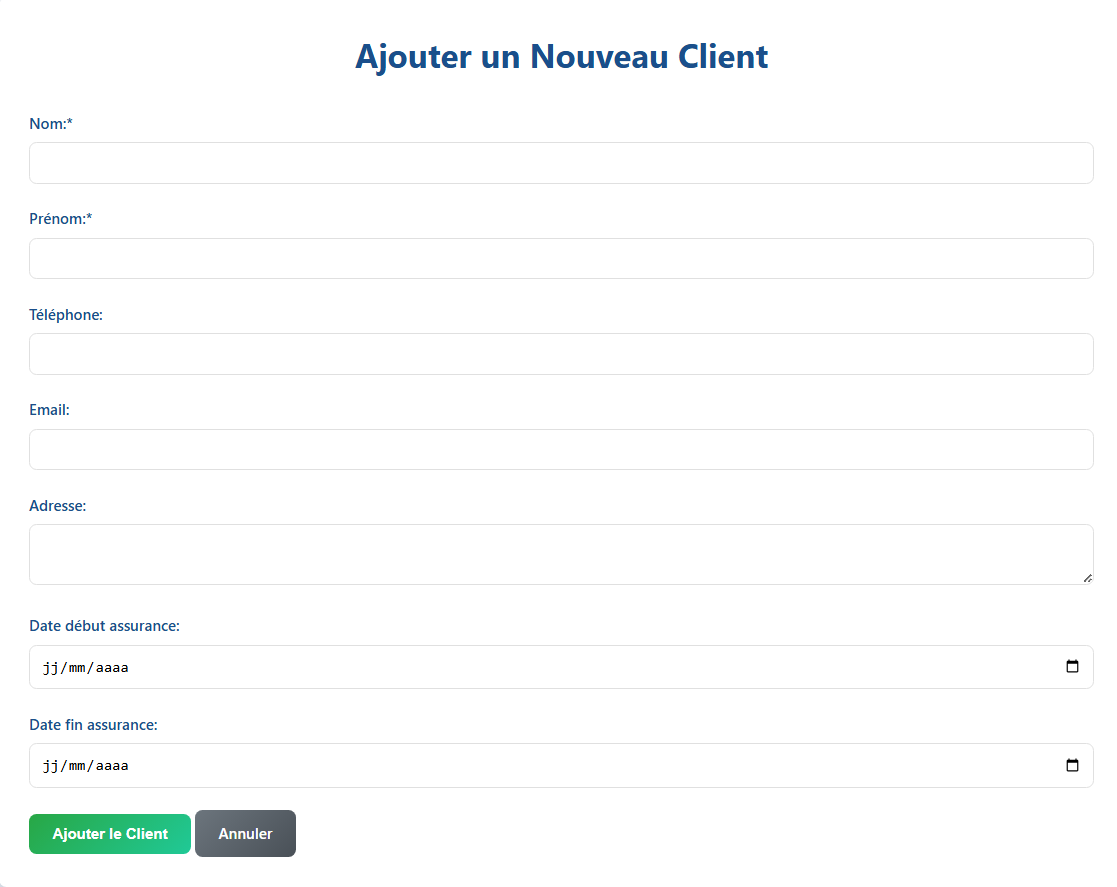 Ajouter un Nouveau Client
Nom:*
Prénom:*
Téléphone:
Email:
Adresse:
Date début assurance:
jj/mm/aaaa
Date fin assurance:
jj/mm/aaaa
Ajouter le Client Annuler